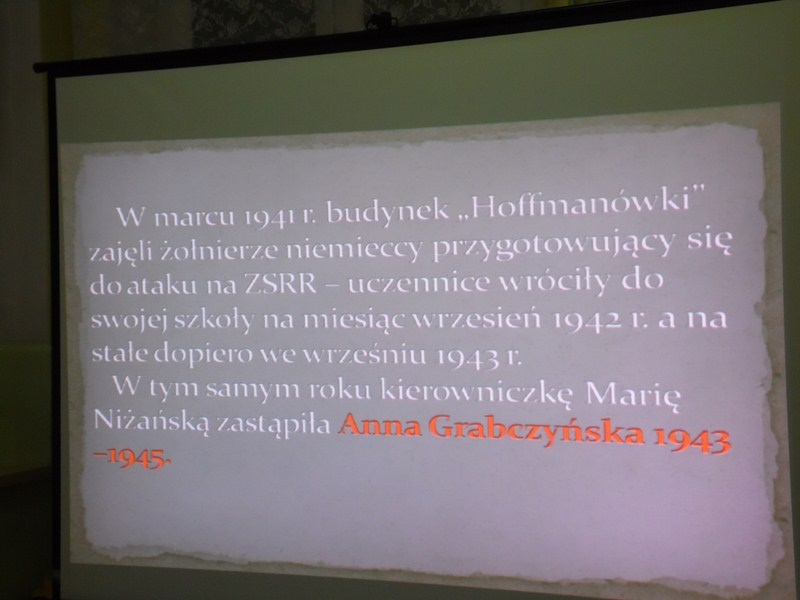 W marcu 1941 r. budynek „Hoffmanówki”
zajęli żołnierze niemieccy przygotowujący się
do ataku na ZSRR – uczennice wróciły do
swojej szkoły na miesiąc wrzesień 1942 r. a na
stałe dopiero we wrześniu 1943 r.
W tym samym roku kierowniczkę Marię
Niżańską zastąpiła Anna Grabczyńska 1943
–1945.